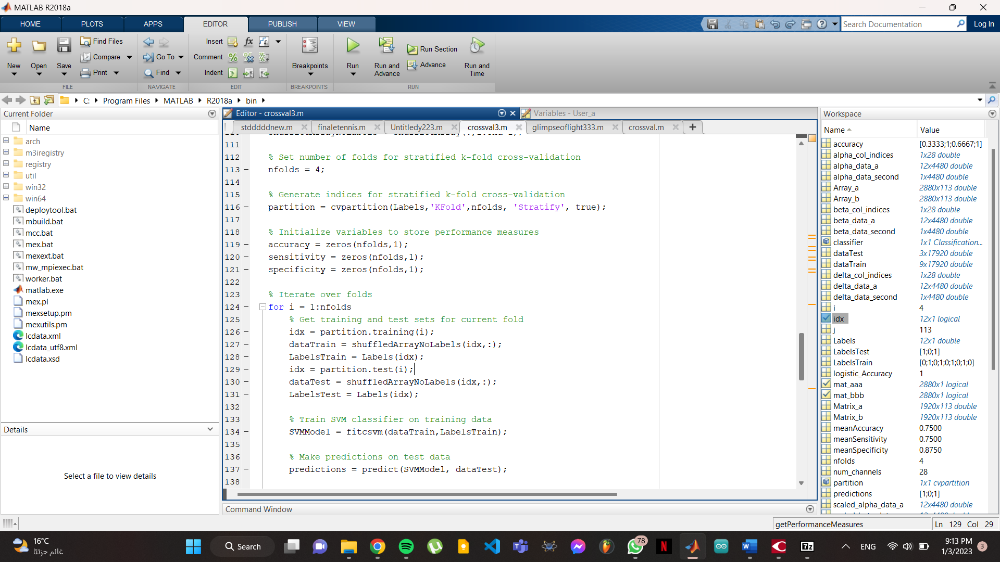 MATLAB R2018a
HOME
PLOTS
APPS
EDITOR
PUBLISH
VIEW
Search Documentation
Log In
New
Open
Save
Find Files
Compare
Print
Go To
Find
Insert
Comment
Indent
fx
Breakpoints
Run
Run and Advance
Run Section
Advance
Run and Time
FILE
NAVIGATE
EDIT
BREAKPOINTS
RUN
C:
Program Files
MATLAB
R2018a
bin
Current Folder
Name
arch
m3iregistry
registry
util
win32
win64
deploytool.bat
mbuild.bat
mcc.bat
mex.bat
mexext.bat
mw_mpiexec.bat
worker.bat
matlab.exe
mex.pl
mexsetup.pm
mexutils.pm
lcdata.xml
lcdata_utf8.xml
lcdata.xsd
Details
Select a file to view details
Editor - crossval3.m
Variables - User_a
stdddddnew.m
finaletennis.m
Untitledy223.m
crossval3.m
glimpseoflight333.m
crossval.m
111
112 % Set number of folds for stratified k-fold cross-validation
113 nfolds = 4;
114
115 % Generate indices for stratified k-fold cross-validation
116 partition = cvpartition(Labels,'KFold',nfolds, 'Stratify', true);
117
118 % Initialize variables to store performance measures
119 accuracy = zeros(nfolds,1);
120 sensitivity = zeros(nfolds,1);
121 specificity = zeros(nfolds,1);
122
123 % Iterate over folds
124 for i = 1:nfolds
125 % Get training and test sets for current fold
126 idx = partition.training(i);
127 dataTrain = shuffledArrayNoLabels(idx,:);
128 LabelsTrain = Labels(idx);
129 idx = partition.test(i);
130 dataTest = shuffledArrayNoLabels(idx,:);
131 LabelsTest = Labels(idx);
132
133 % Train SVM classifier on training data
134 SVMModel = fitcsvm(dataTrain,LabelsTrain);
135
136 % Make predictions on test data
137 predictions = predict(SVMModel, dataTest);
138
Command Window
Workspace
Name Value
accuracy [0.3333;1;0.6667;1]
alpha_col_indices 1x28 double
alpha_data_a 12x4480 double
alpha_data_second 1x4480 double
Array_a 2880x113 double
Array_b 2880x113 double
beta_col_indices 1x28 double
beta_data_a 12x4480 double
beta_data_second 1x4480 double
classifier 1x1 Classification...
dataTest 3x17920 double
dataTrain 9x17920 double
delta_col_indices 1x28 double
delta_data_a 12x4480 double
delta_data_second 1x4480 double
i 4
idx 12x1 logical
j 113
Labels 12x1 double
LabelsTest [1;0;1]
LabelsTrain [0;1;0;1;0;1;0;1;0]
logistic_Accuracy 1
mat_aaa 2880x1 logical
mat_bbb 2880x1 logical
Matrix_a 1920x113 double
Matrix_b 1920x113 double
meanAccuracy 0.7500
meanSensitivity 0.7500
meanSpecificity 0.8750
nfolds 4
num_channels 28
partition 1x1 cvpartition
predictions [1;0;1]
scaled_alpha_data_a 12x4480 double
getPerformanceMeasures
Ln 129 Col 29
16°C
غائم جزئيًا
Search
78
ENG
9:13 PM
1/3/2023
3